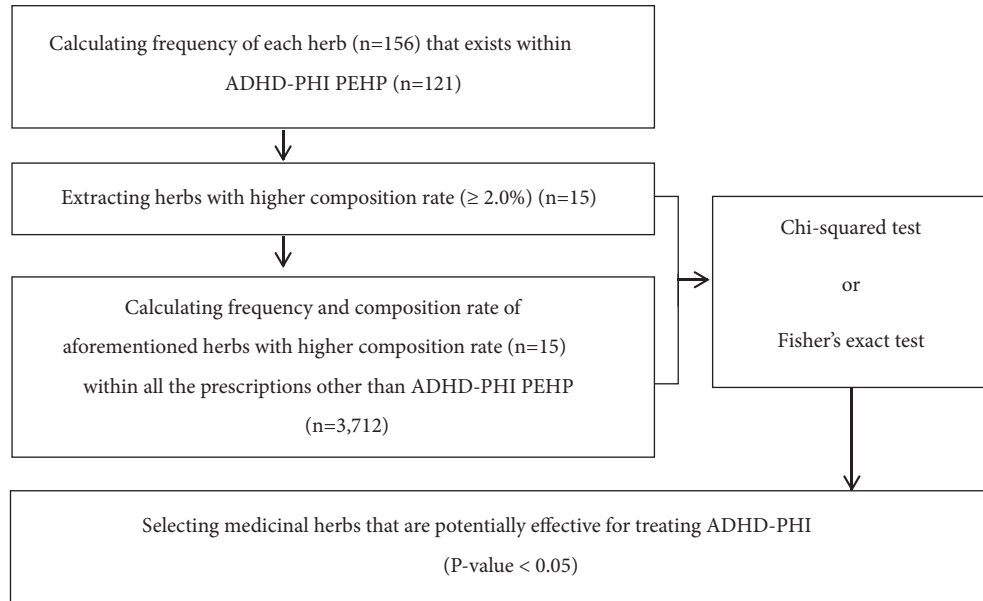 Calculating frequency of each herb (n=156) that exists within
ADHD-PHI PEHP (n=121)
Extracting herbs with higher composition rate (≥ 2.0%) (n=15)
Calculating frequency and composition rate of
aforementioned herbs with higher composition rate (n=15)
within all the prescriptions other than ADHD-PHI PEHP
(n=3,712)
Chi-squared test
or
Fisher's exact test
Selecting medicinal herbs that are potentially effective for treating ADHD-PHI
(P-value < 0.05)